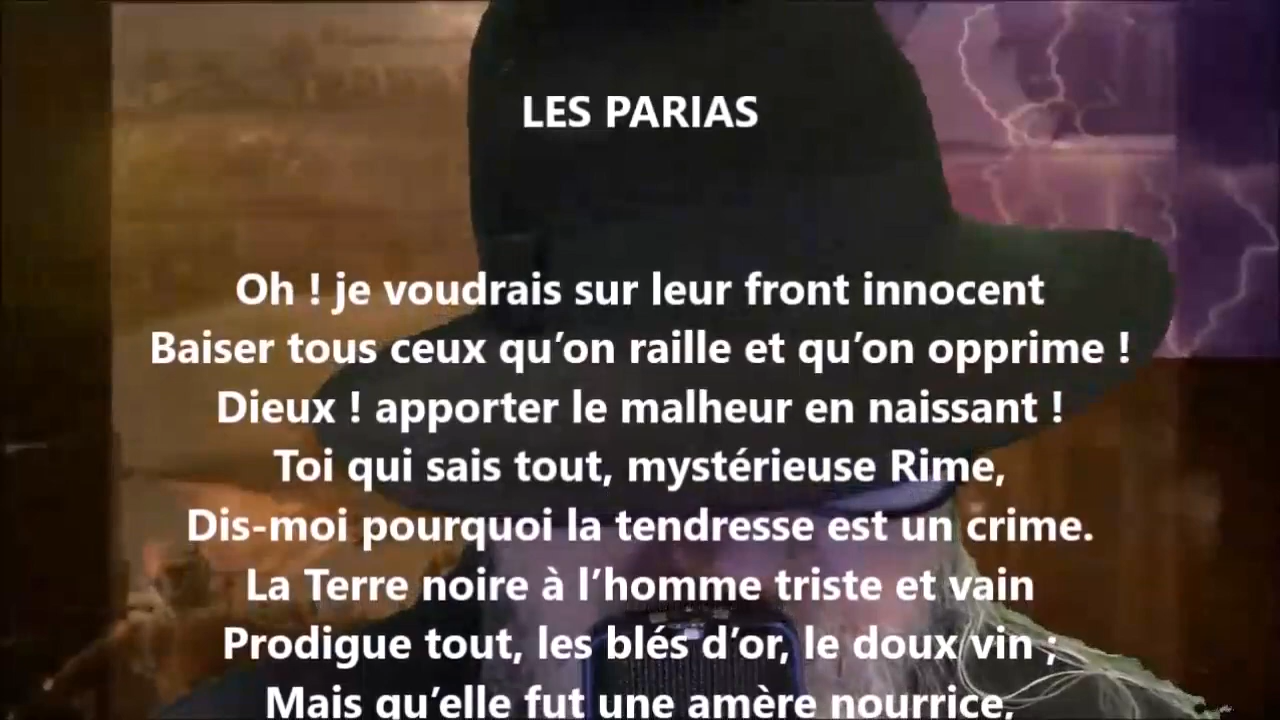 LES PARIAS
Oh ! je voudrais sur leur front innocent
Baiser tous ceux qu’on raille et qu’on opprime !
Dieux ! apporter le malheur en naissant !
Toi qui sais tout, mystérieuse Rime,
Dis-moi pourquoi la tendresse est un crime.
La Terre noire à l’homme triste et vain
Prodigue tout, les blés d’or, le doux vin ;
Mais qu’elle fut une amère nourrice,